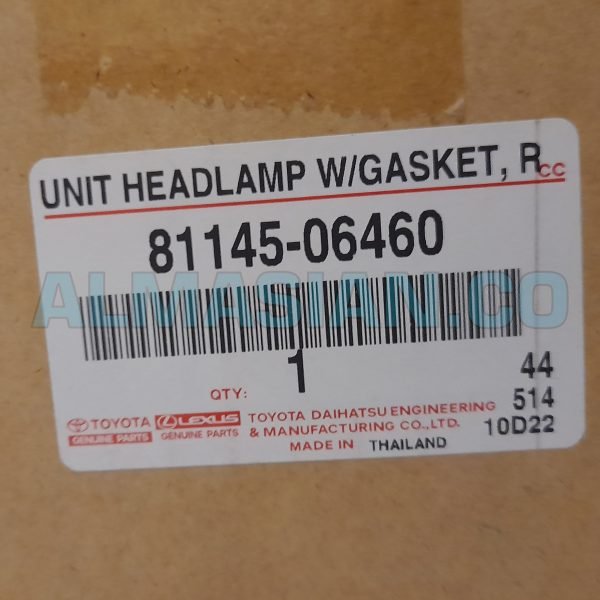 UNIT HEADLAMP W/GASKET, R
CC
81145-06460
ALMASIAN.CO
QTY: 1
44
514
10D22
TOYOTA
GENUINE PARTS
LEXUS
GENUINE PARTS
TOYOTA DAIHATSU ENGINEERING
& MANUFACTURING CO.,LTD.
MADE IN THAILAND